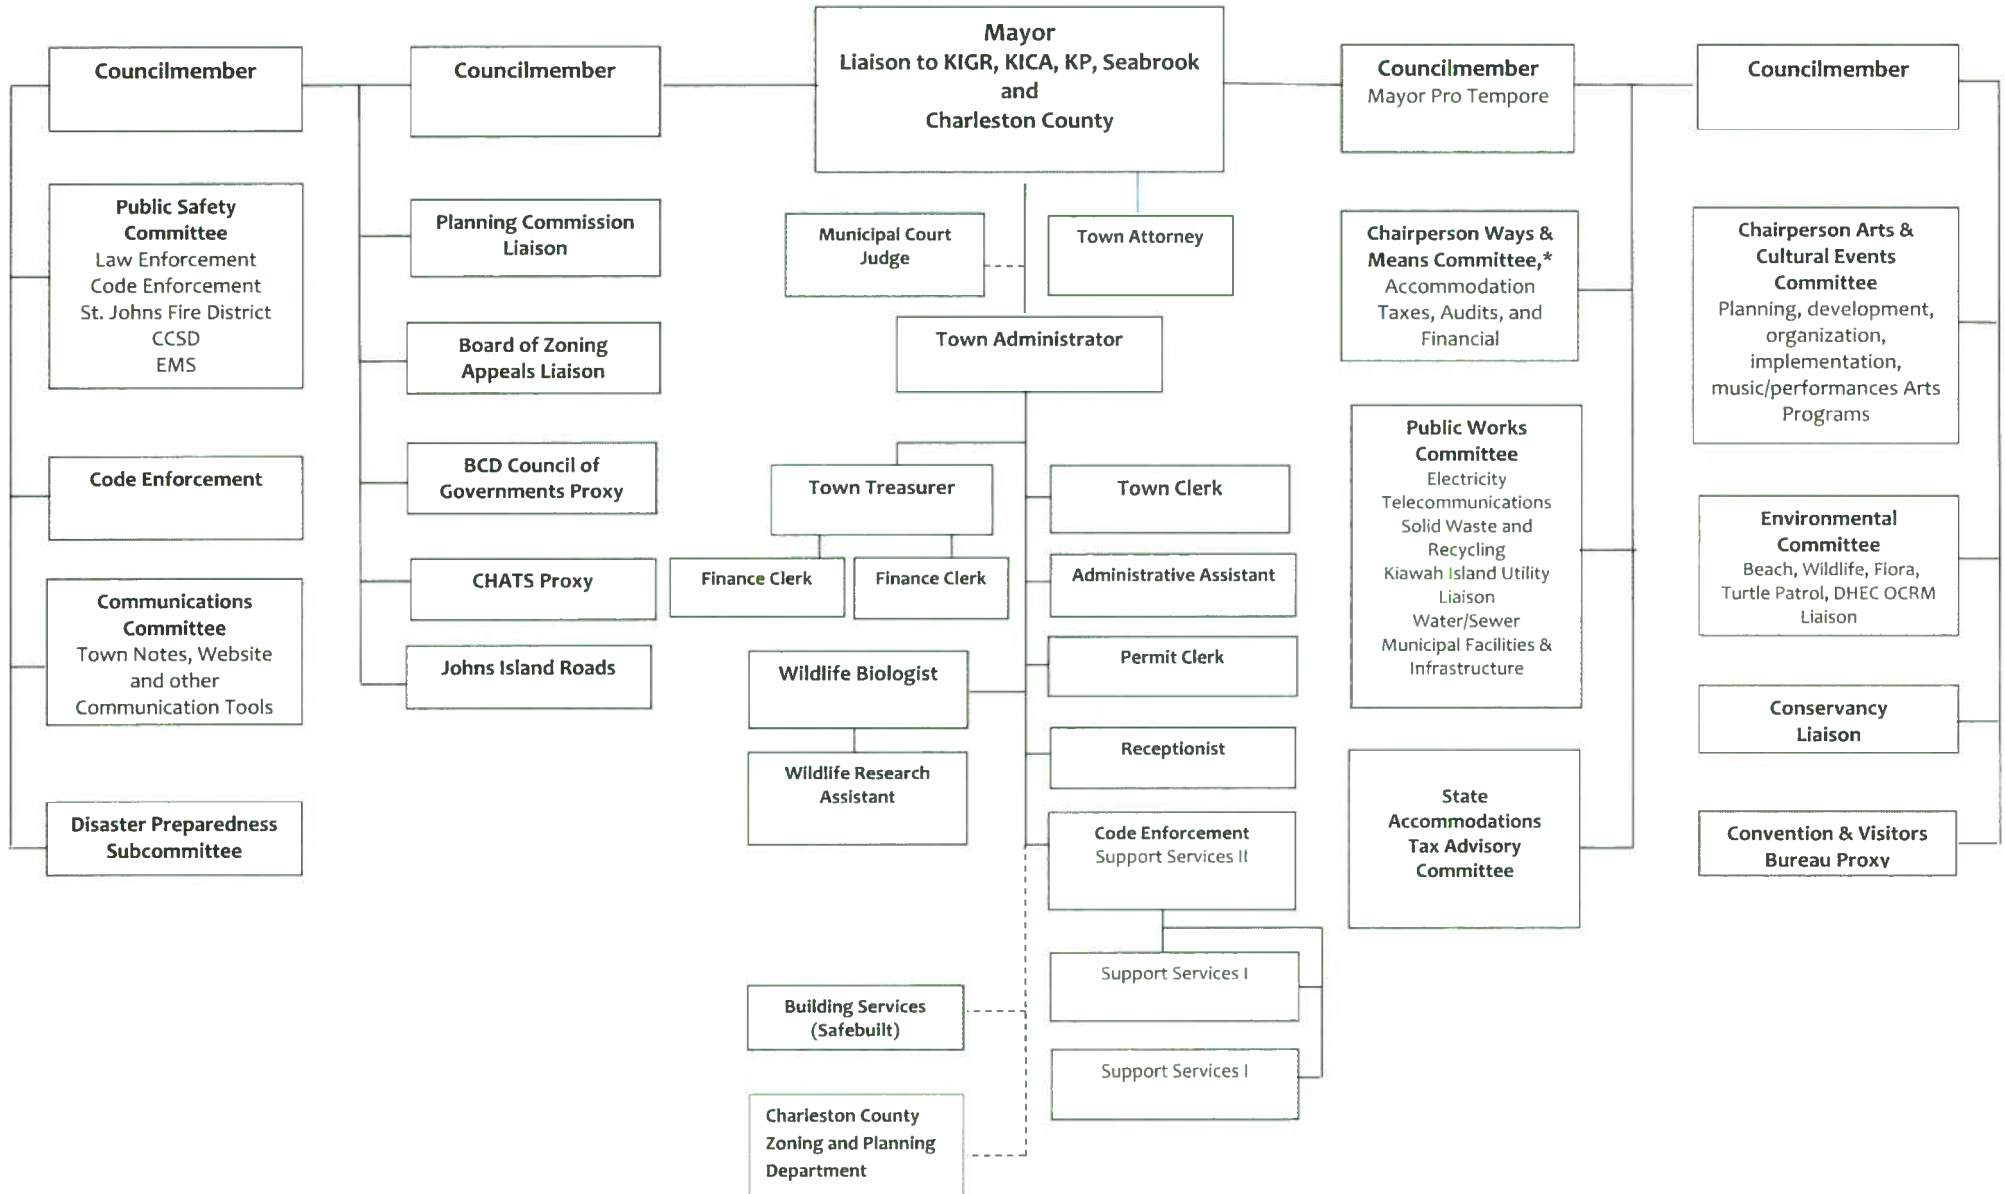 Mayor
Liaison to KIGR, KICA, KP, Seabrook
and
Charleston County
Councilmember
Councilmember
Councilmember
Mayor Pro Tempore
Councilmember
Public Safety
Committee
Law Enforcement
Code Enforcement
St. Johns Fire District
CCSD
EMS
Code Enforcement
Communications
Committee
Town Notes, Website
and other
Communication Tools
Disaster Preparedness
Subcommittee
Planning Commission
Liaison
Board of Zoning
Appeals Liaison
BCD Council of
Governments Proxy
CHATS Proxy
Johns Island Roads
Municipal Court
Judge
Town Attorney
Town Administrator
Town Treasurer
Finance Clerk
Finance Clerk
Wildlife Biologist
Wildlife Research
Assistant
Building Services
(Safebuilt)
Charleston County
Zoning and Planning
Department
Town Clerk
Administrative Assistant
Permit Clerk
Receptionist
Code Enforcement
Support Services II
Support Services I
Support Services I
Chairperson Ways &
Means Committee,*
Accommodation
Taxes, Audits, and
Financial
Public Works
Committee
Electricity
Telecommunications
Solid Waste and
Recycling
Kiawah Island Utility
Liaison
Water/Sewer
Municipal Facilities &
Infrastructure
State
Accommodations
Tax Advisory
Committee
Chairperson Arts &
Cultural Events
Committee
Planning, development,
organization,
implementation,
music/performances Arts
Programs
Environmental
Committee
Beach, Wildlife, Flora,
Turtle Patrol, DHEC OCRM
Liaison
Conservancy
Liaison
Convention & Visitors
Bureau Proxy